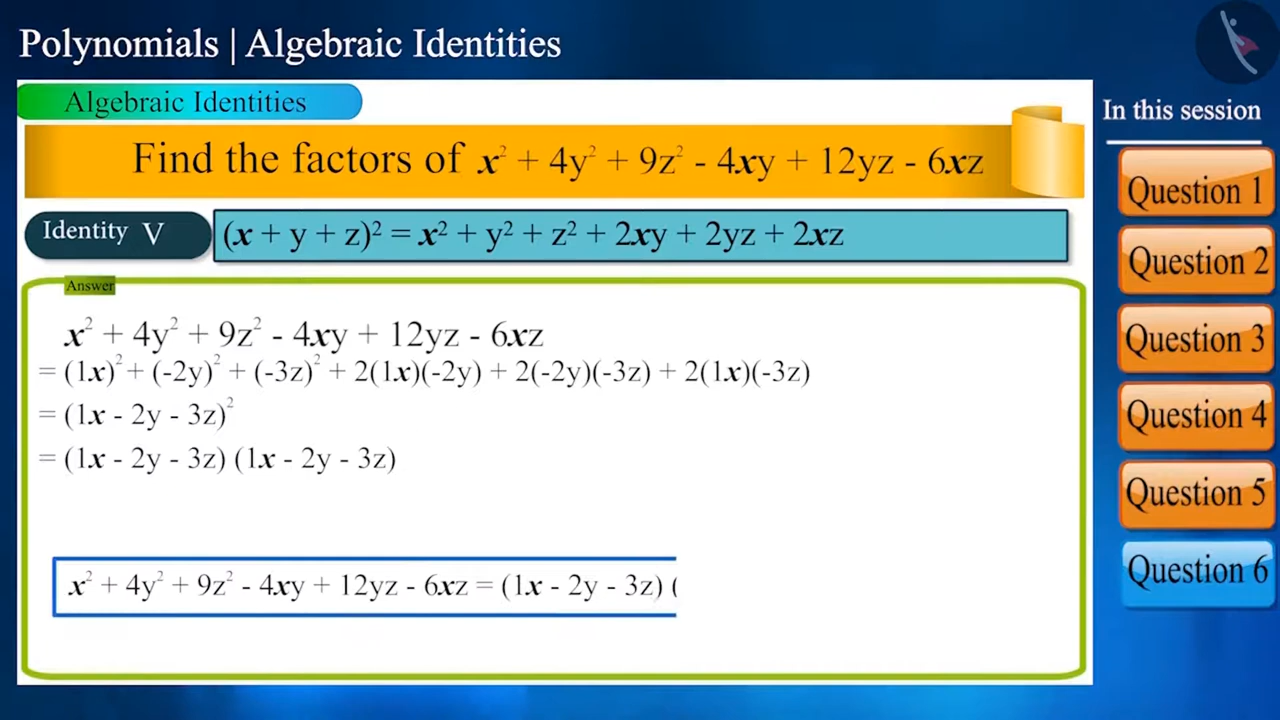 Polynomials | Algebraic Identities
Algebraic Identities
Find the factors of x² + 4y² + 9z² - 4xy + 12yz - 6xz
Identity V
(x + y + z)² = x² + y² + z² + 2xy + 2yz + 2xz
Answer
x² + 4y² + 9z² - 4xy + 12yz - 6xz
= (1x)² + (-2y)² + (-3z)² + 2(1x)(-2y) + 2(-2y)(-3z) + 2(1x)(-3z)
= (1x - 2y - 3z)²
= (1x - 2y - 3z) (1x - 2y - 3z)
x² + 4y² + 9z² - 4xy + 12yz - 6xz = (1x - 2y - 3z) (
In this session
Question 1
Question 2
Question 3
Question 4
Question 5
Question 6